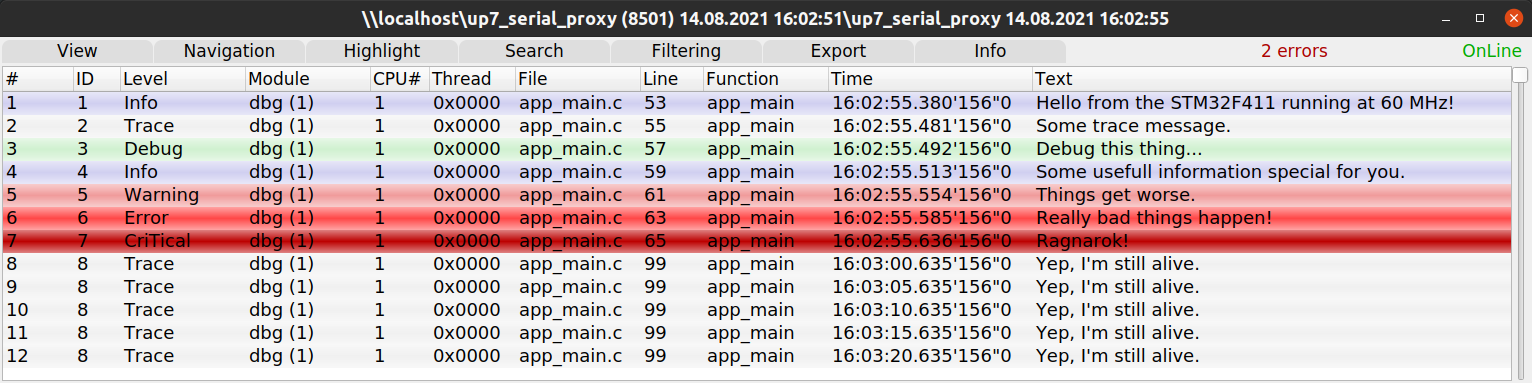 \\localhost\up7_serial_proxy (8501) 14.08.2021 16:02:51\up7_serial_proxy 14.08.2021 16:02:55
View Navigation Highlight Search Filtering Export Info 2 errors OnLine
# ID Level Module CPU# Thread File Line Function Time Text
1 1 Info dbg (1) 1 0x0000 app_main.c 53 app_main 16:02:55.380'156"0 Hello from the STM32F411 running at 60 MHz!
2 2 Trace dbg (1) 1 0x0000 app_main.c 55 app_main 16:02:55.481'156"0 Some trace message.
3 3 Debug dbg (1) 1 0x0000 app_main.c 57 app_main 16:02:55.492'156"0 Debug this thing...
4 4 Info dbg (1) 1 0x0000 app_main.c 59 app_main 16:02:55.513'156"0 Some usefull information special for you.
5 5 Warning dbg (1) 1 0x0000 app_main.c 61 app_main 16:02:55.554'156"0 Things get worse.
6 6 Error dbg (1) 1 0x0000 app_main.c 63 app_main 16:02:55.585'156"0 Really bad things happen!
7 7 CriTical dbg (1) 1 0x0000 app_main.c 65 app_main 16:02:55.636'156"0 Ragnarok!
8 8 Trace dbg (1) 1 0x0000 app_main.c 99 app_main 16:03:00.635'156"0 Yep, I'm still alive.
9 8 Trace dbg (1) 1 0x0000 app_main.c 99 app_main 16:03:05.635'156"0 Yep, I'm still alive.
10 8 Trace dbg (1) 1 0x0000 app_main.c 99 app_main 16:03:10.635'156"0 Yep, I'm still alive.
11 8 Trace dbg (1) 1 0x0000 app_main.c 99 app_main 16:03:15.635'156"0 Yep, I'm still alive.
12 8 Trace dbg (1) 1 0x0000 app_main.c 99 app_main 16:03:20.635'156"0 Yep, I'm still alive.